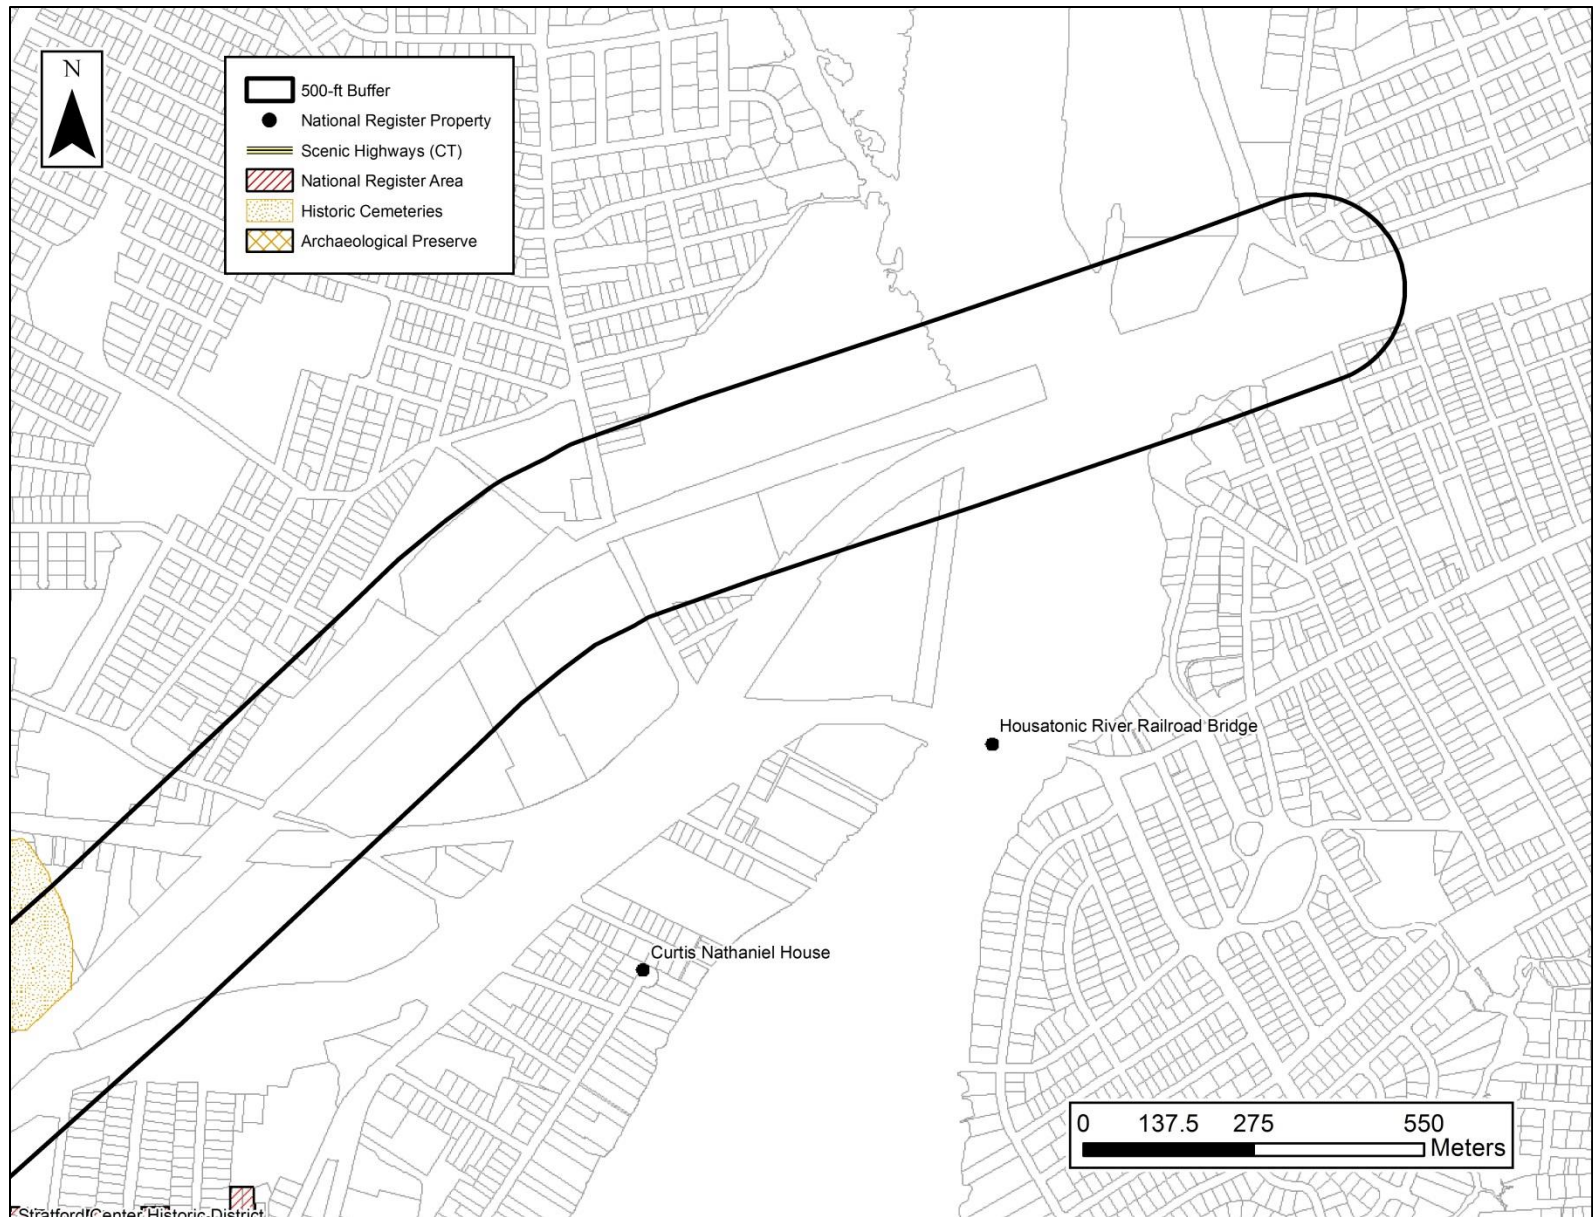 N
500-ft Buffer
National Register Property
Scenic Highways (CT)
National Register Area
Historic Cemeteries
Archaeological Preserve
Housatonic River Railroad Bridge
Curtis Nathaniel House
0 137.5 275 550
Meters
Stratford Center Historic District